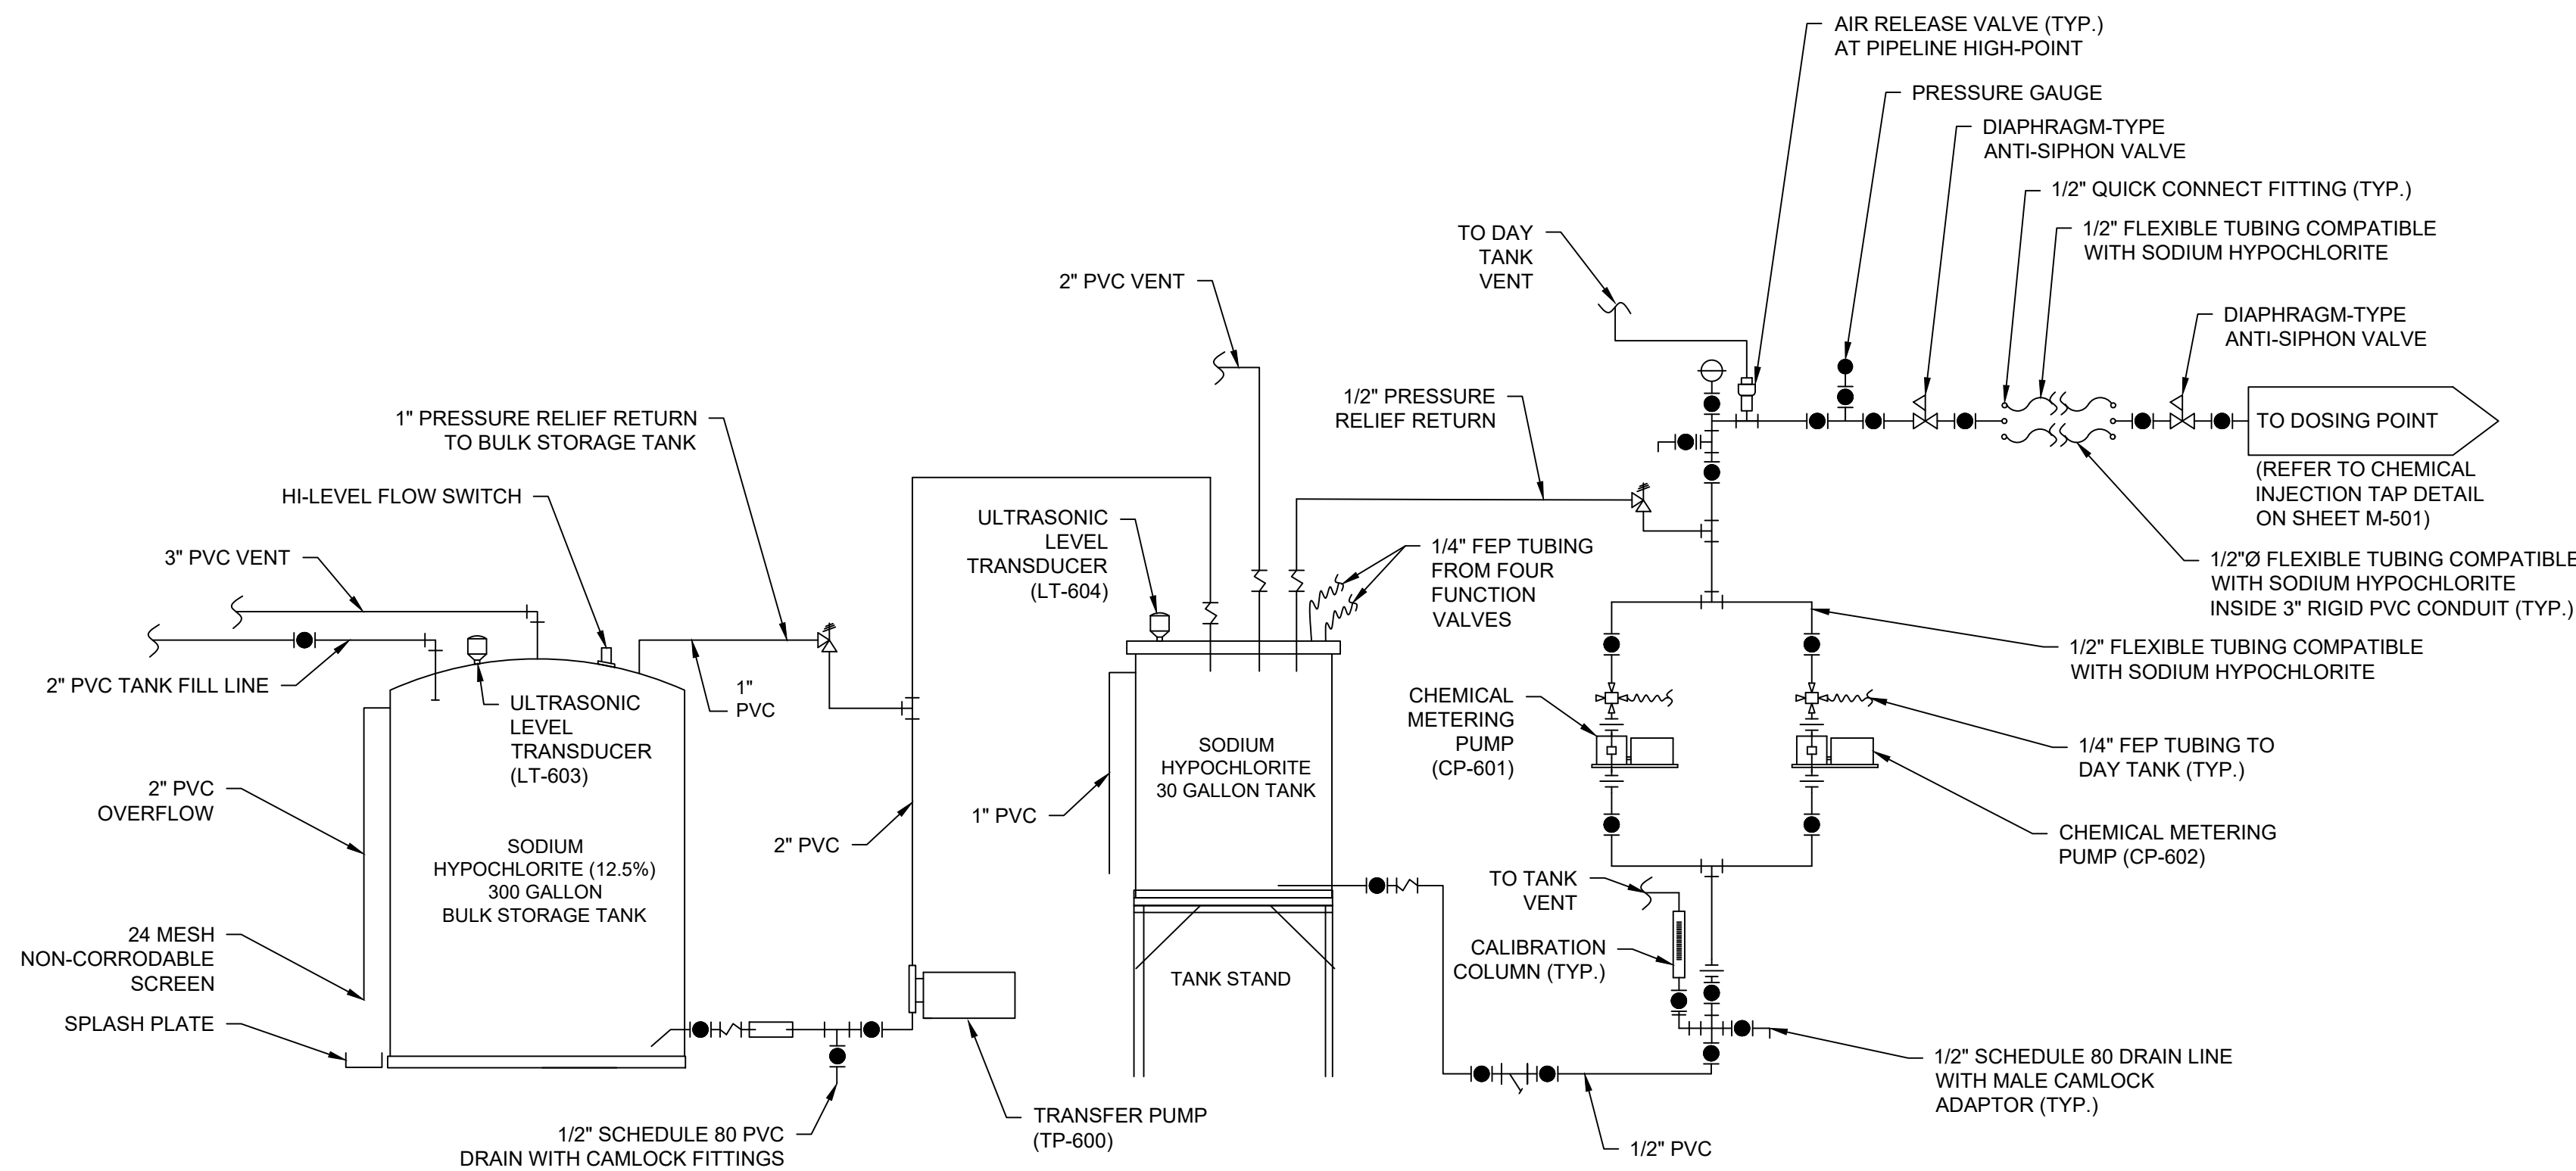 AIR RELEASE VALVE (TYP.)
AT PIPELINE HIGH-POINT
PRESSURE GAUGE
DIAPHRAGM-TYPE
ANTI-SIPHON VALVE
1/2" QUICK CONNECT FITTING (TYP.)
1/2" FLEXIBLE TUBING COMPATIBLE
WITH SODIUM HYPOCHLORITE
TO DAY
TANK
VENT
2" PVC VENT
DIAPHRAGM-TYPE
ANTI-SIPHON VALVE
1/2" PRESSURE
RELIEF RETURN
1" PRESSURE RELIEF RETURN
TO BULK STORAGE TANK
TO DOSING POINT
(REFER TO CHEMICAL
INJECTION TAP DETAIL
ON SHEET M-501)
HI-LEVEL FLOW SWITCH
ULTRASONIC
LEVEL
TRANSDUCER
(LT-604)
1/4" FEP TUBING
FROM FOUR
FUNCTION
VALVES
3" PVC VENT
1/2"Ø FLEXIBLE TUBING COMPATIBLE
WITH SODIUM HYPOCHLORITE
INSIDE 3" RIGID PVC CONDUIT (TYP.)
2" PVC TANK FILL LINE
1/2" FLEXIBLE TUBING COMPATIBLE
WITH SODIUM HYPOCHLORITE
ULTRASONIC
LEVEL
TRANSDUCER
(LT-603)
1"
PVC
CHEMICAL
METERING
PUMP
(CP-601)
SODIUM
HYPOCHLORITE
30 GALLON TANK
1/4" FEP TUBING TO
DAY TANK (TYP.)
2" PVC
OVERFLOW
1" PVC
2" PVC
CHEMICAL METERING
PUMP (CP-602)
SODIUM
HYPOCHLORITE (12.5%)
300 GALLON
BULK STORAGE TANK
TO TANK
VENT
24 MESH
NON-CORRODABLE
SCREEN
CALIBRATION
COLUMN (TYP.)
TANK STAND
SPLASH PLATE
1/2" SCHEDULE 80 DRAIN LINE
WITH MALE CAMLOCK
ADAPTOR (TYP.)
TRANSFER PUMP
(TP-600)
1/2" SCHEDULE 80 PVC
DRAIN WITH CAMLOCK FITTINGS
1/2" PVC